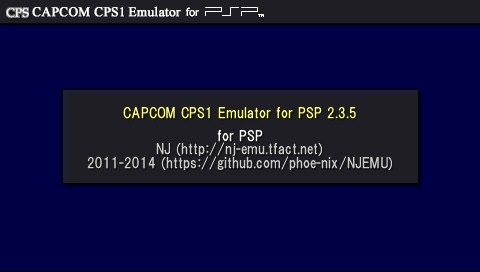 CPS CAPCOM CPS1 Emulator for PSP™
CAPCOM CPS1 Emulator for PSP 2.3.5
for PSP
NJ (http://nj-emu.tfact.net)
2011-2014 (https://github.com/phoe-nix/NJEMU)